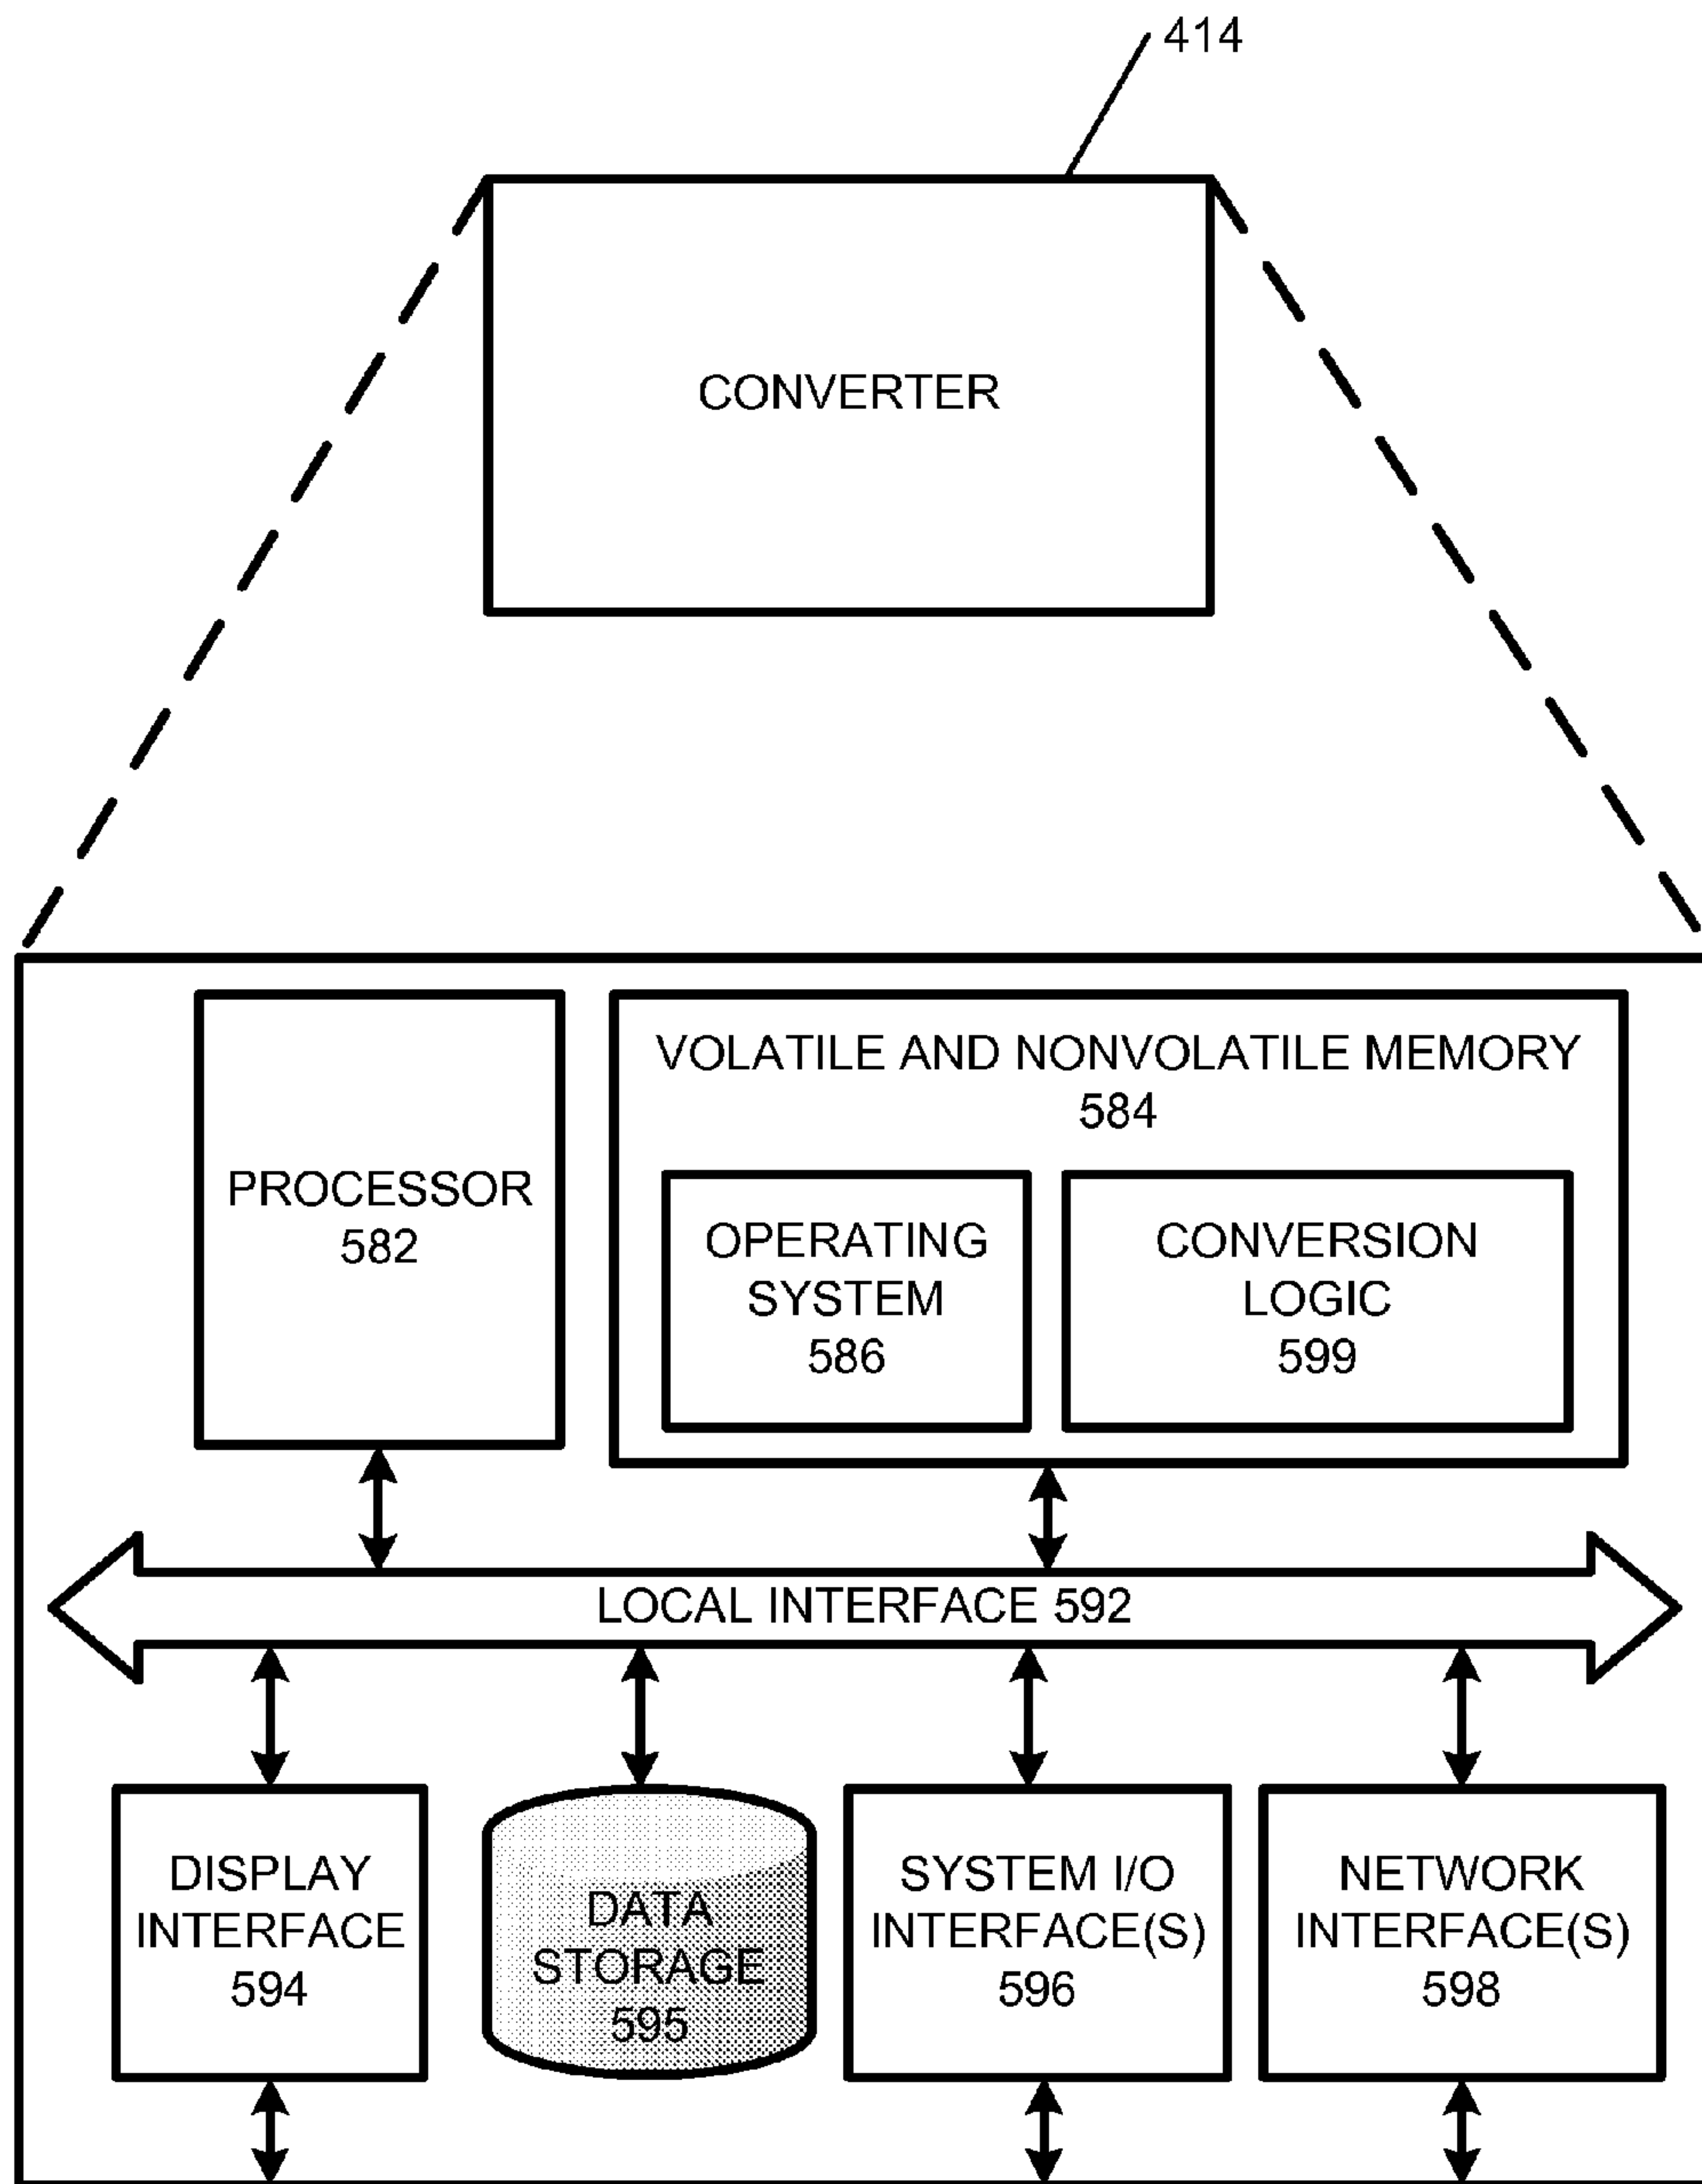 414
CONVERTER
VOLATILE AND NONVOLATILE MEMORY
584
PROCESSOR
582
OPERATING
SYSTEM
586
CONVERSION
LOGIC
599
LOCAL INTERFACE 592
DISPLAY
INTERFACE
594
DATA
STORAGE
595
SYSTEM I/O
INTERFACE(S)
596
NETWORK
INTERFACE(S)
598